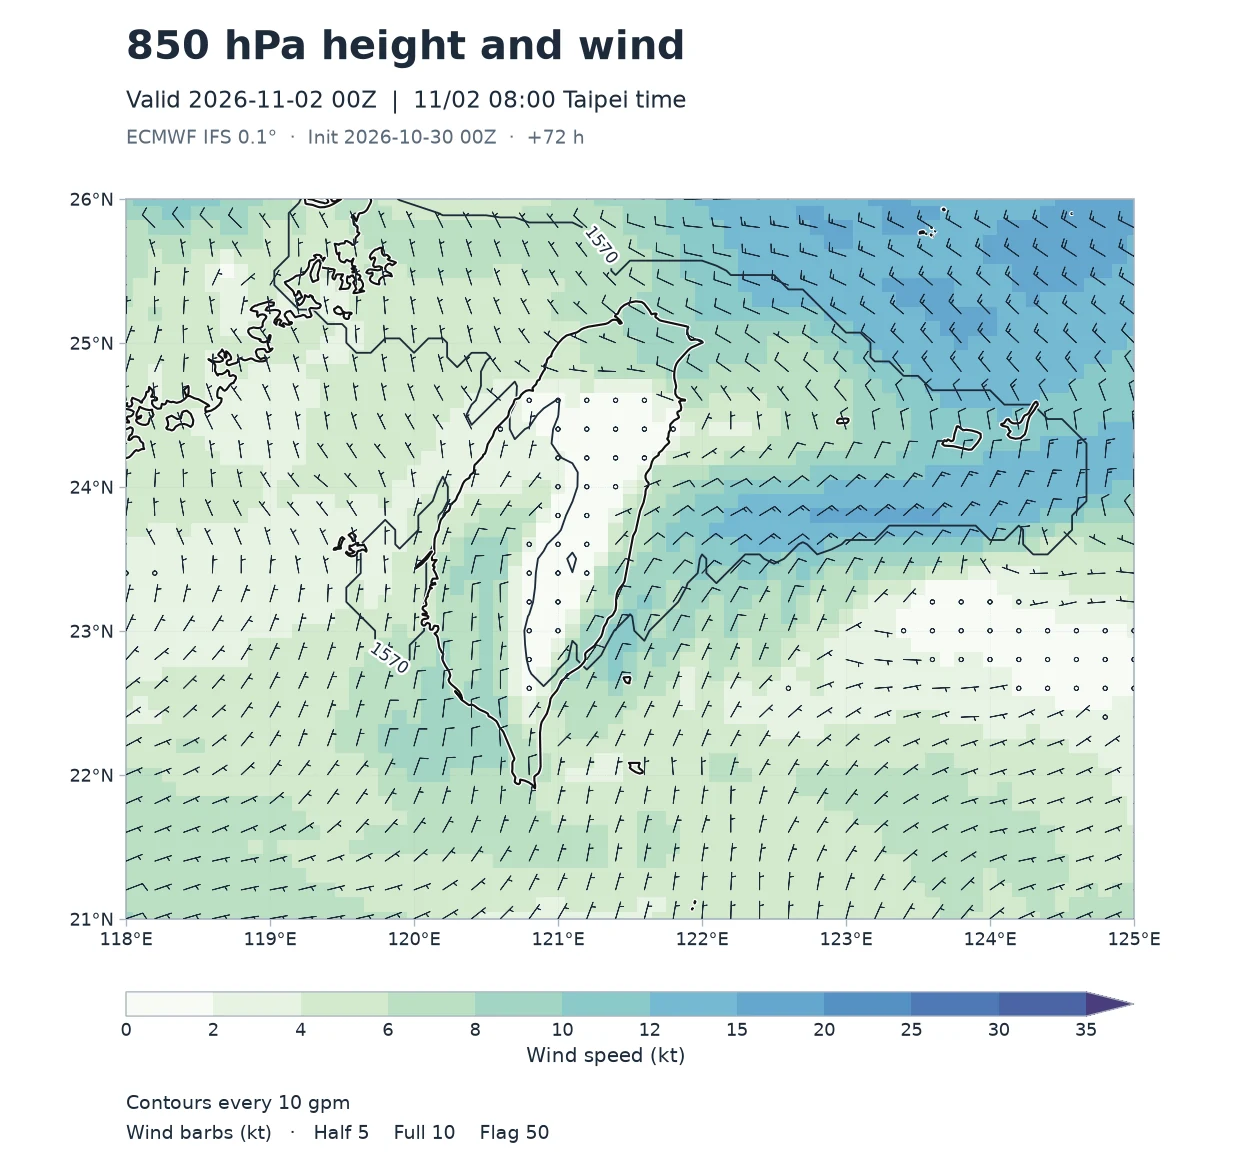 850 hPa height and wind
Valid 2026-11-02 00Z | 11/02 08:00 Taipei time
ECMWF IFS 0.1° · Init 2026-10-30 00Z · +72 h
26°N
1570
25°N
24°N
23°N
1570
22°N
21°N
118°E 119°E 120°E 121°E 122°E 123°E 124°E 125°E
0 2 4 6 8 10 12 15 20 25 30 35
Wind speed (kt)
Contours every 10 gpm
Wind barbs (kt) · Half 5 Full 10 Flag 50